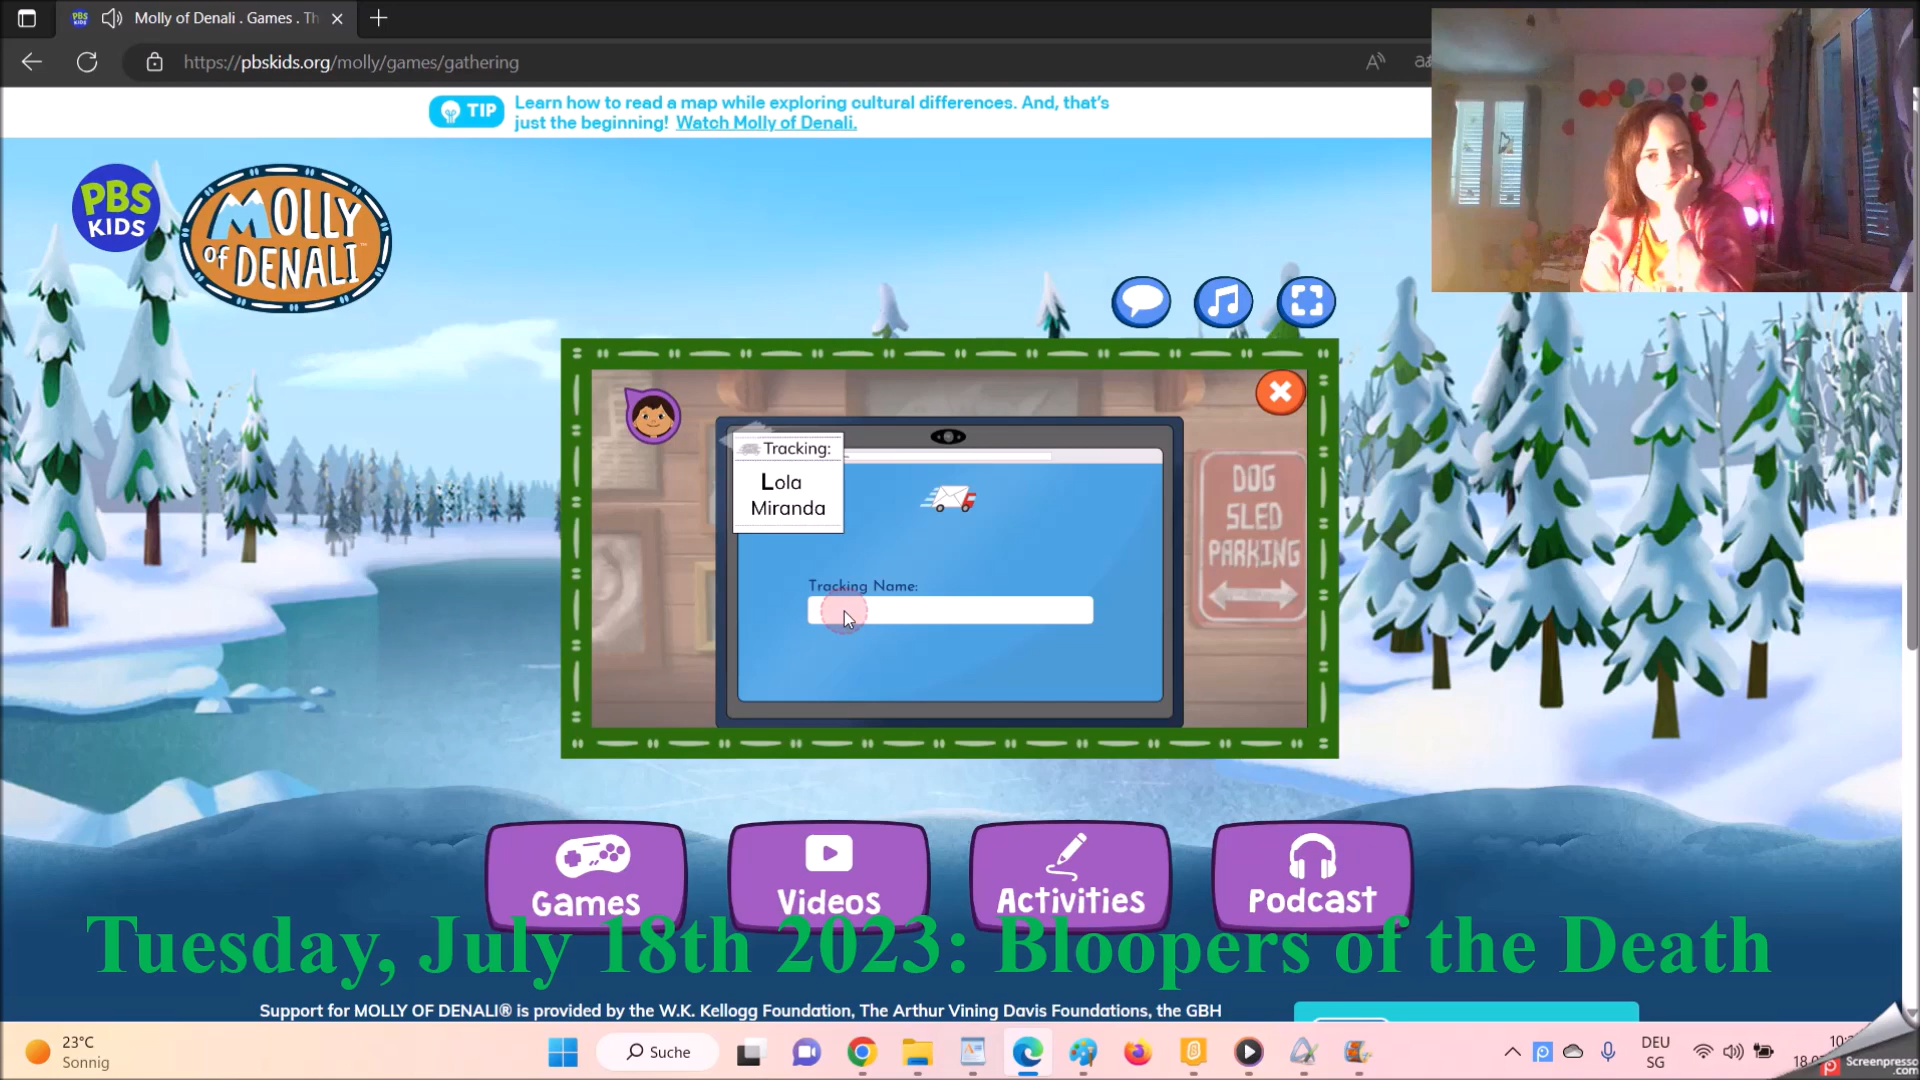 Molly of Denali . Games . Th
https://pbskids.org/molly/games/gathering
TIP
Learn how to read a map while exploring cultural differences. And, that's
just the beginning! Watch Molly of Denali.
PBS
KIDS
MOLLY
OF DENALI
Tracking:
Lola
Miranda
Tracking Name:
DOG
SLED
PARKING
Games
Videos
Activities
Podcast
Tuesday, July 18th 2023: Bloopers of the Death
Support for MOLLY OF DENALI® is provided by the W.K. Kellogg Foundation, The Arthur Vining Davis Foundations, the GBH
23°C
Sonnig
Suche
DEU
SG
Screenpresso
.com